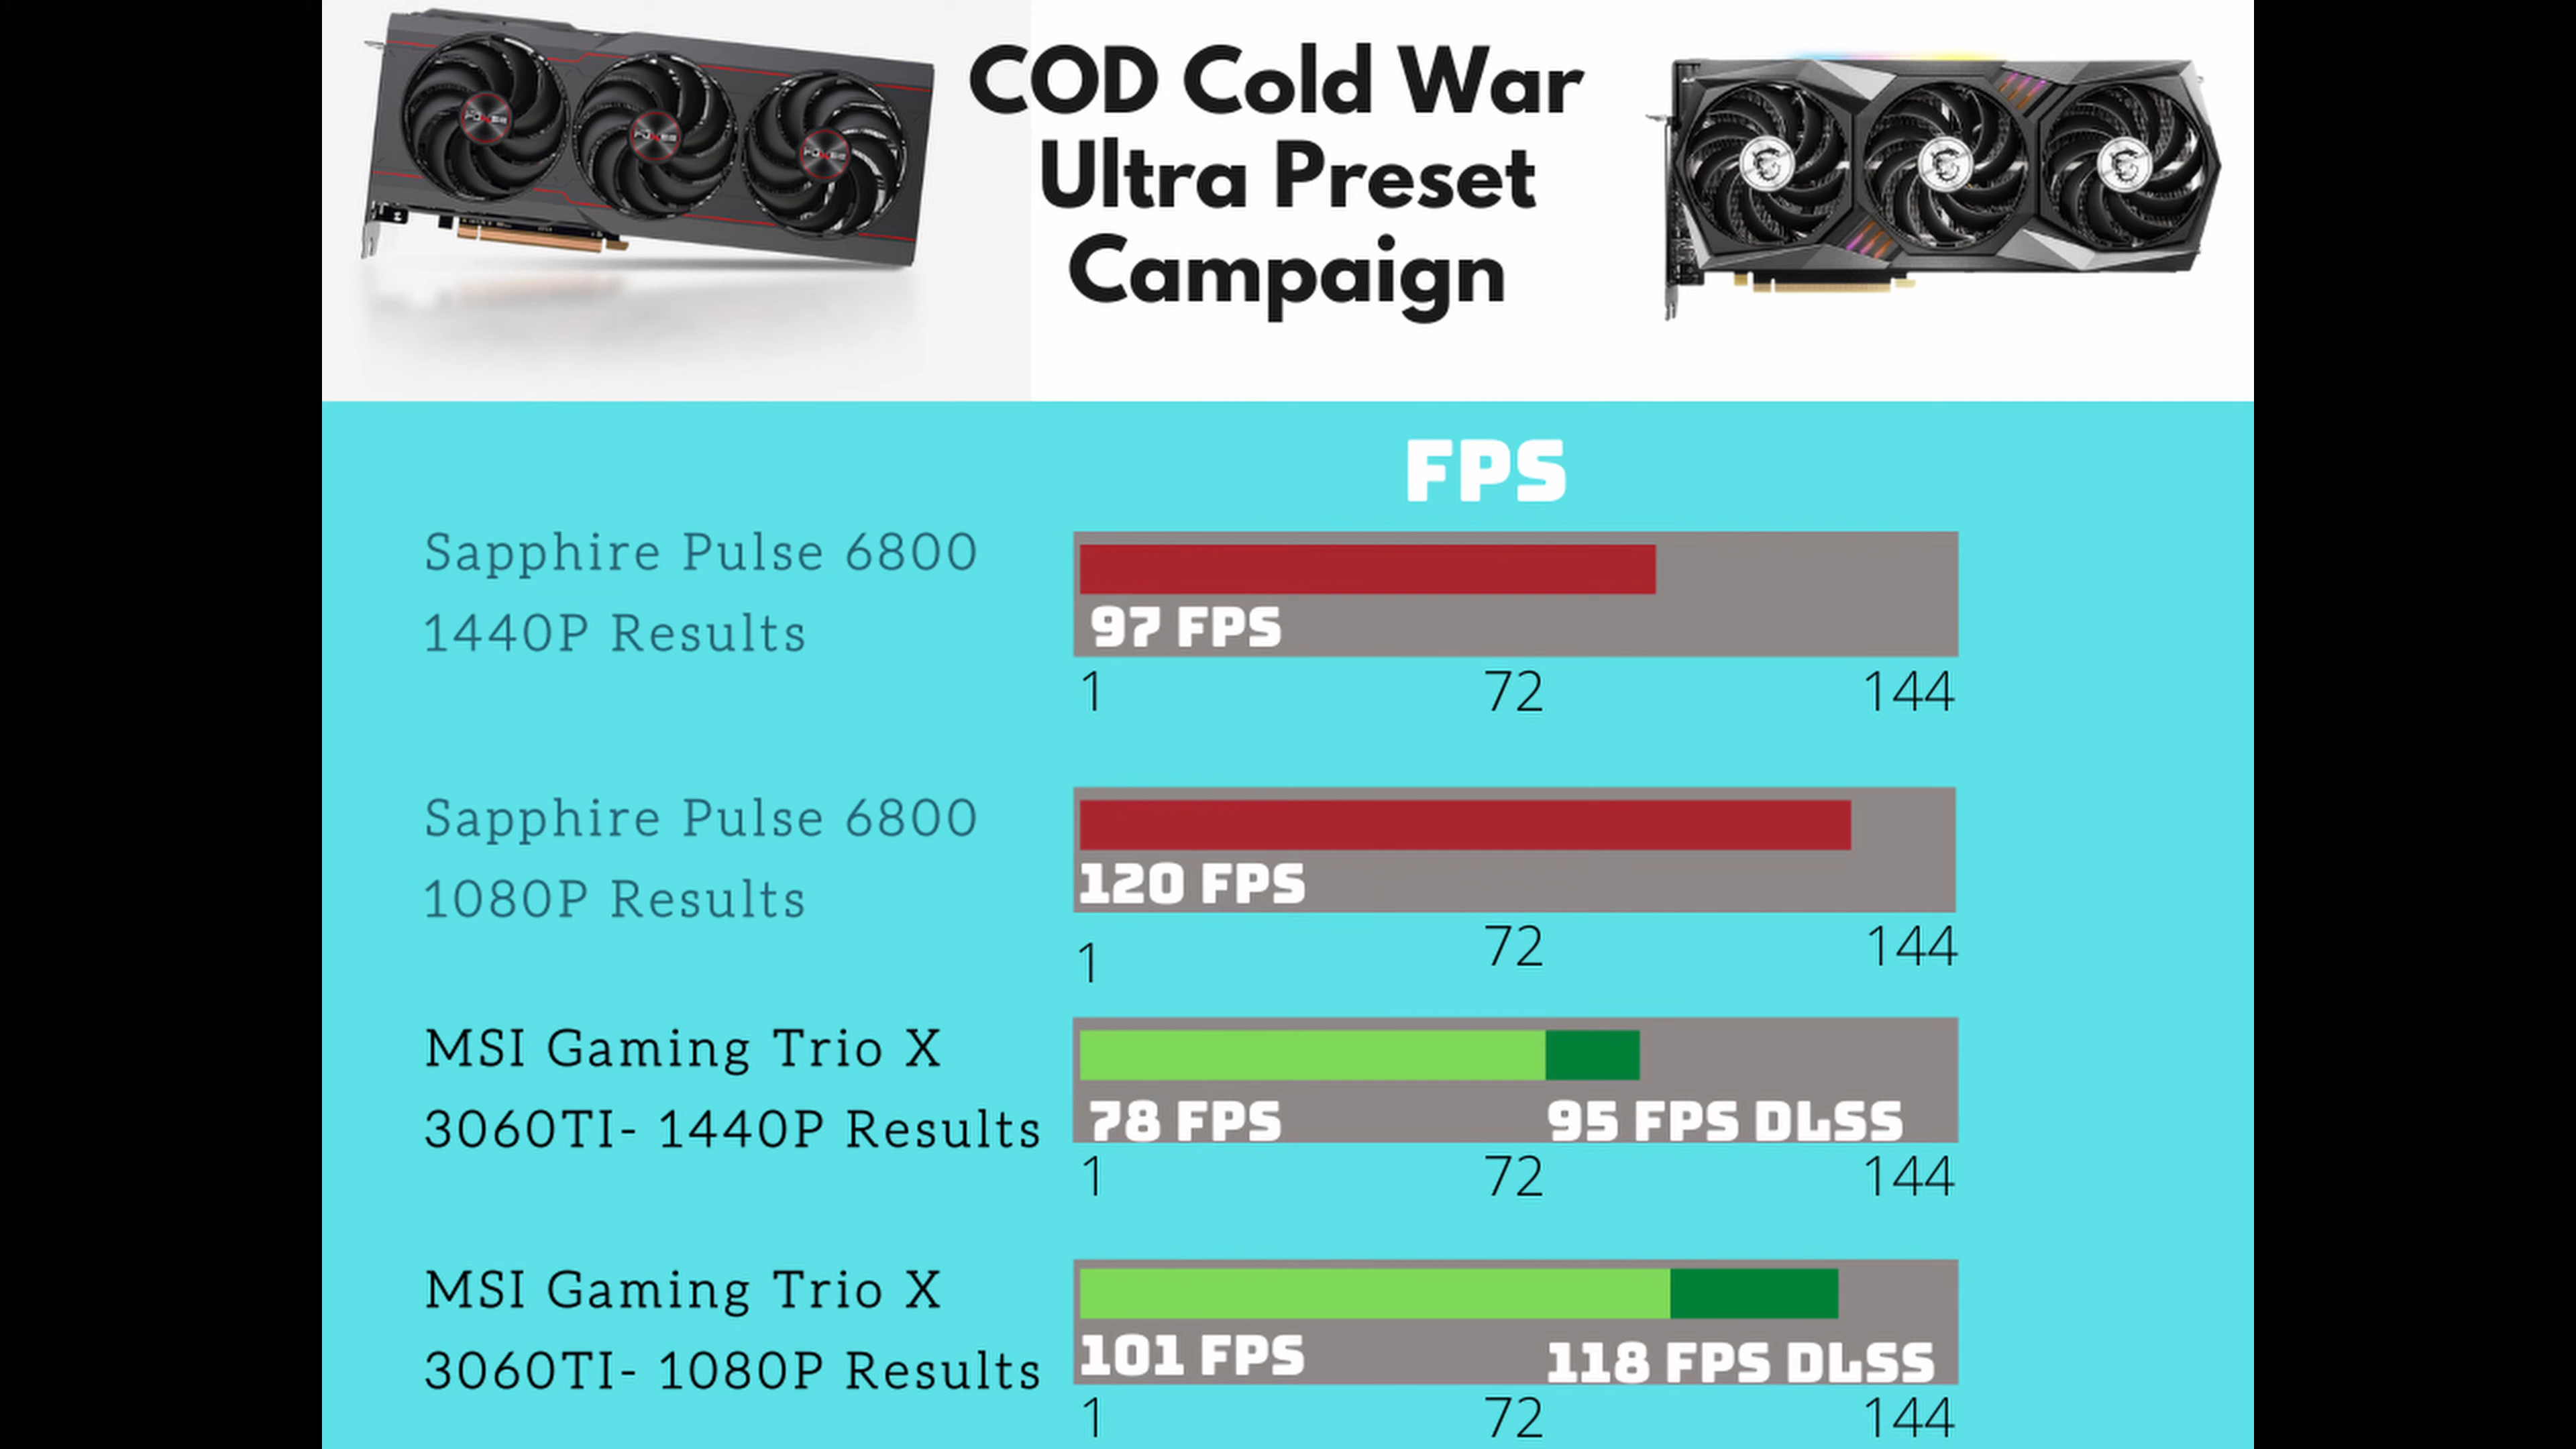 COD Cold War
Ultra Preset
Campaign
FPS
Sapphire Pulse 6800
1440P Results
97 FPS
1 72 144
Sapphire Pulse 6800
1080P Results
120 FPS
1 72 144
MSI Gaming Trio X
3060TI- 1440P Results
78 FPS 95 FPS DLSS
1 72 144
MSI Gaming Trio X
3060TI- 1080P Results
101 FPS 118 FPS DLSS
1 72 144